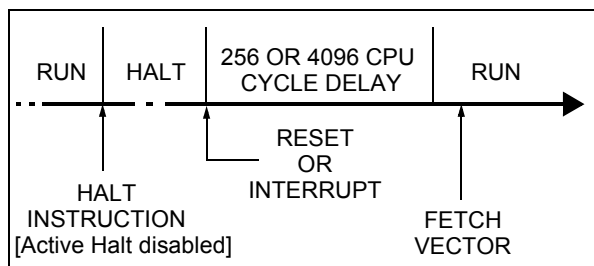 RUN
HALT
256 OR 4096 CPU
CYCLE DELAY
RUN
RESET
OR
INTERRUPT
HALT
INSTRUCTION
[Active Halt disabled]
FETCH
VECTOR